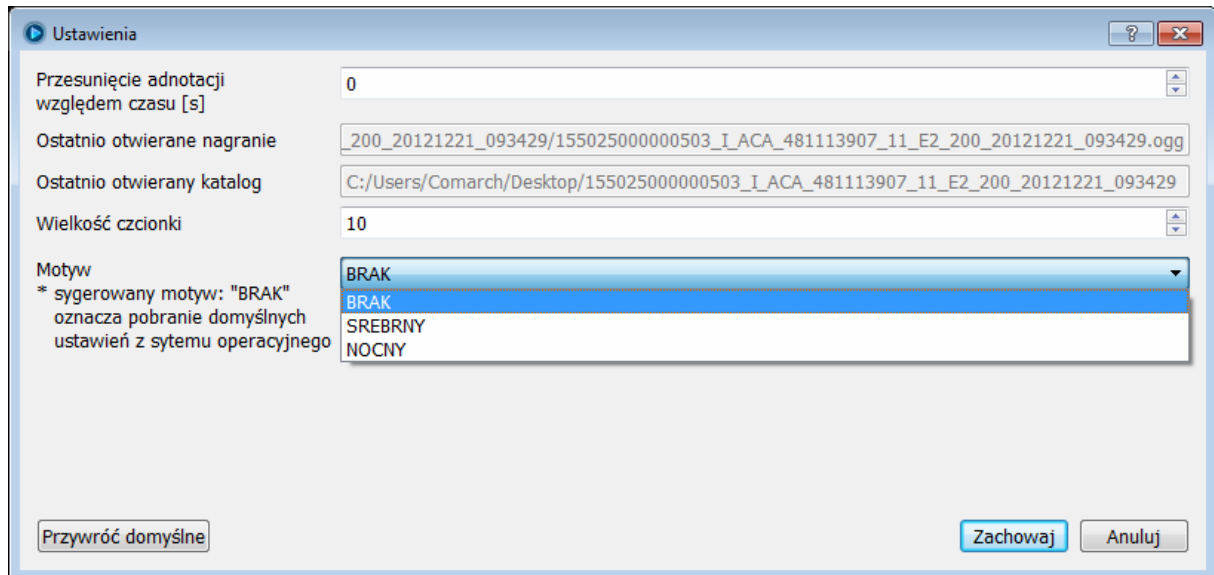 Ustawienia
Przesunięcie adnotacji
względem czasu [s]
0
Ostatnio otwierane nagranie
_200_20121221_093429/155025000000503_I_ACA_481113907_11_E2_200_20121221_093429.ogg
Ostatnio otwierany katalog
C:/Users/Comarch/Desktop/155025000000503_I_ACA_481113907_11_E2_200_20121221_093429
Wielkość czcionki
10
Motyw
BRAK
* sygerowany motyw: "BRAK"
oznacza pobranie domyślnych
ustawień z sytemu operacyjnego
BRAK
SREBRNY
NOCNY
Przywróć domyślne
Zachowaj
Anuluj